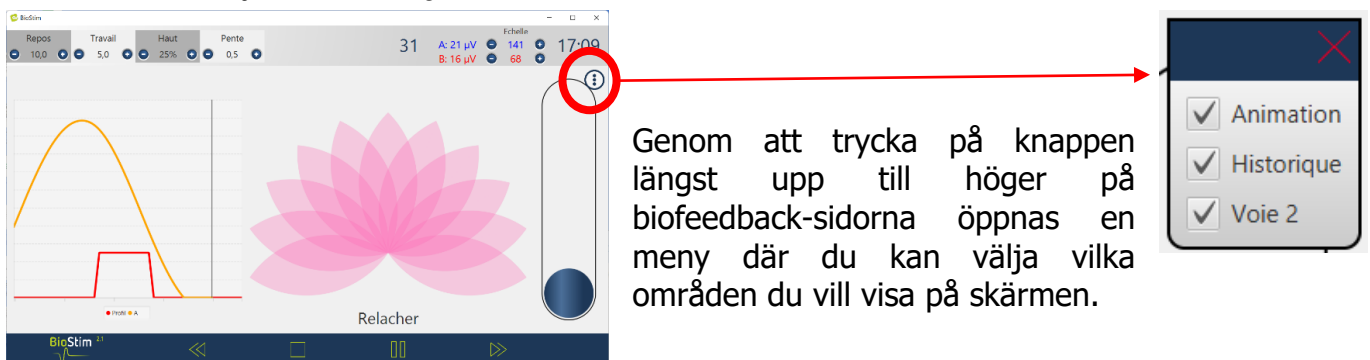 BioStim
Repos Travail Haut Pente
10,0 5,0 25% 0,5
31
Echelle
A: 21 µV 141
B: 16 µV 68
17:09
Profil A
Relacher
BioStim 2.1
Genom att trycka på knappen
längst upp till höger på
biofeedback-sidorna öppnas en
meny där du kan välja vilka
områden du vill visa på skärmen.
Animation
Historique
Voie 2